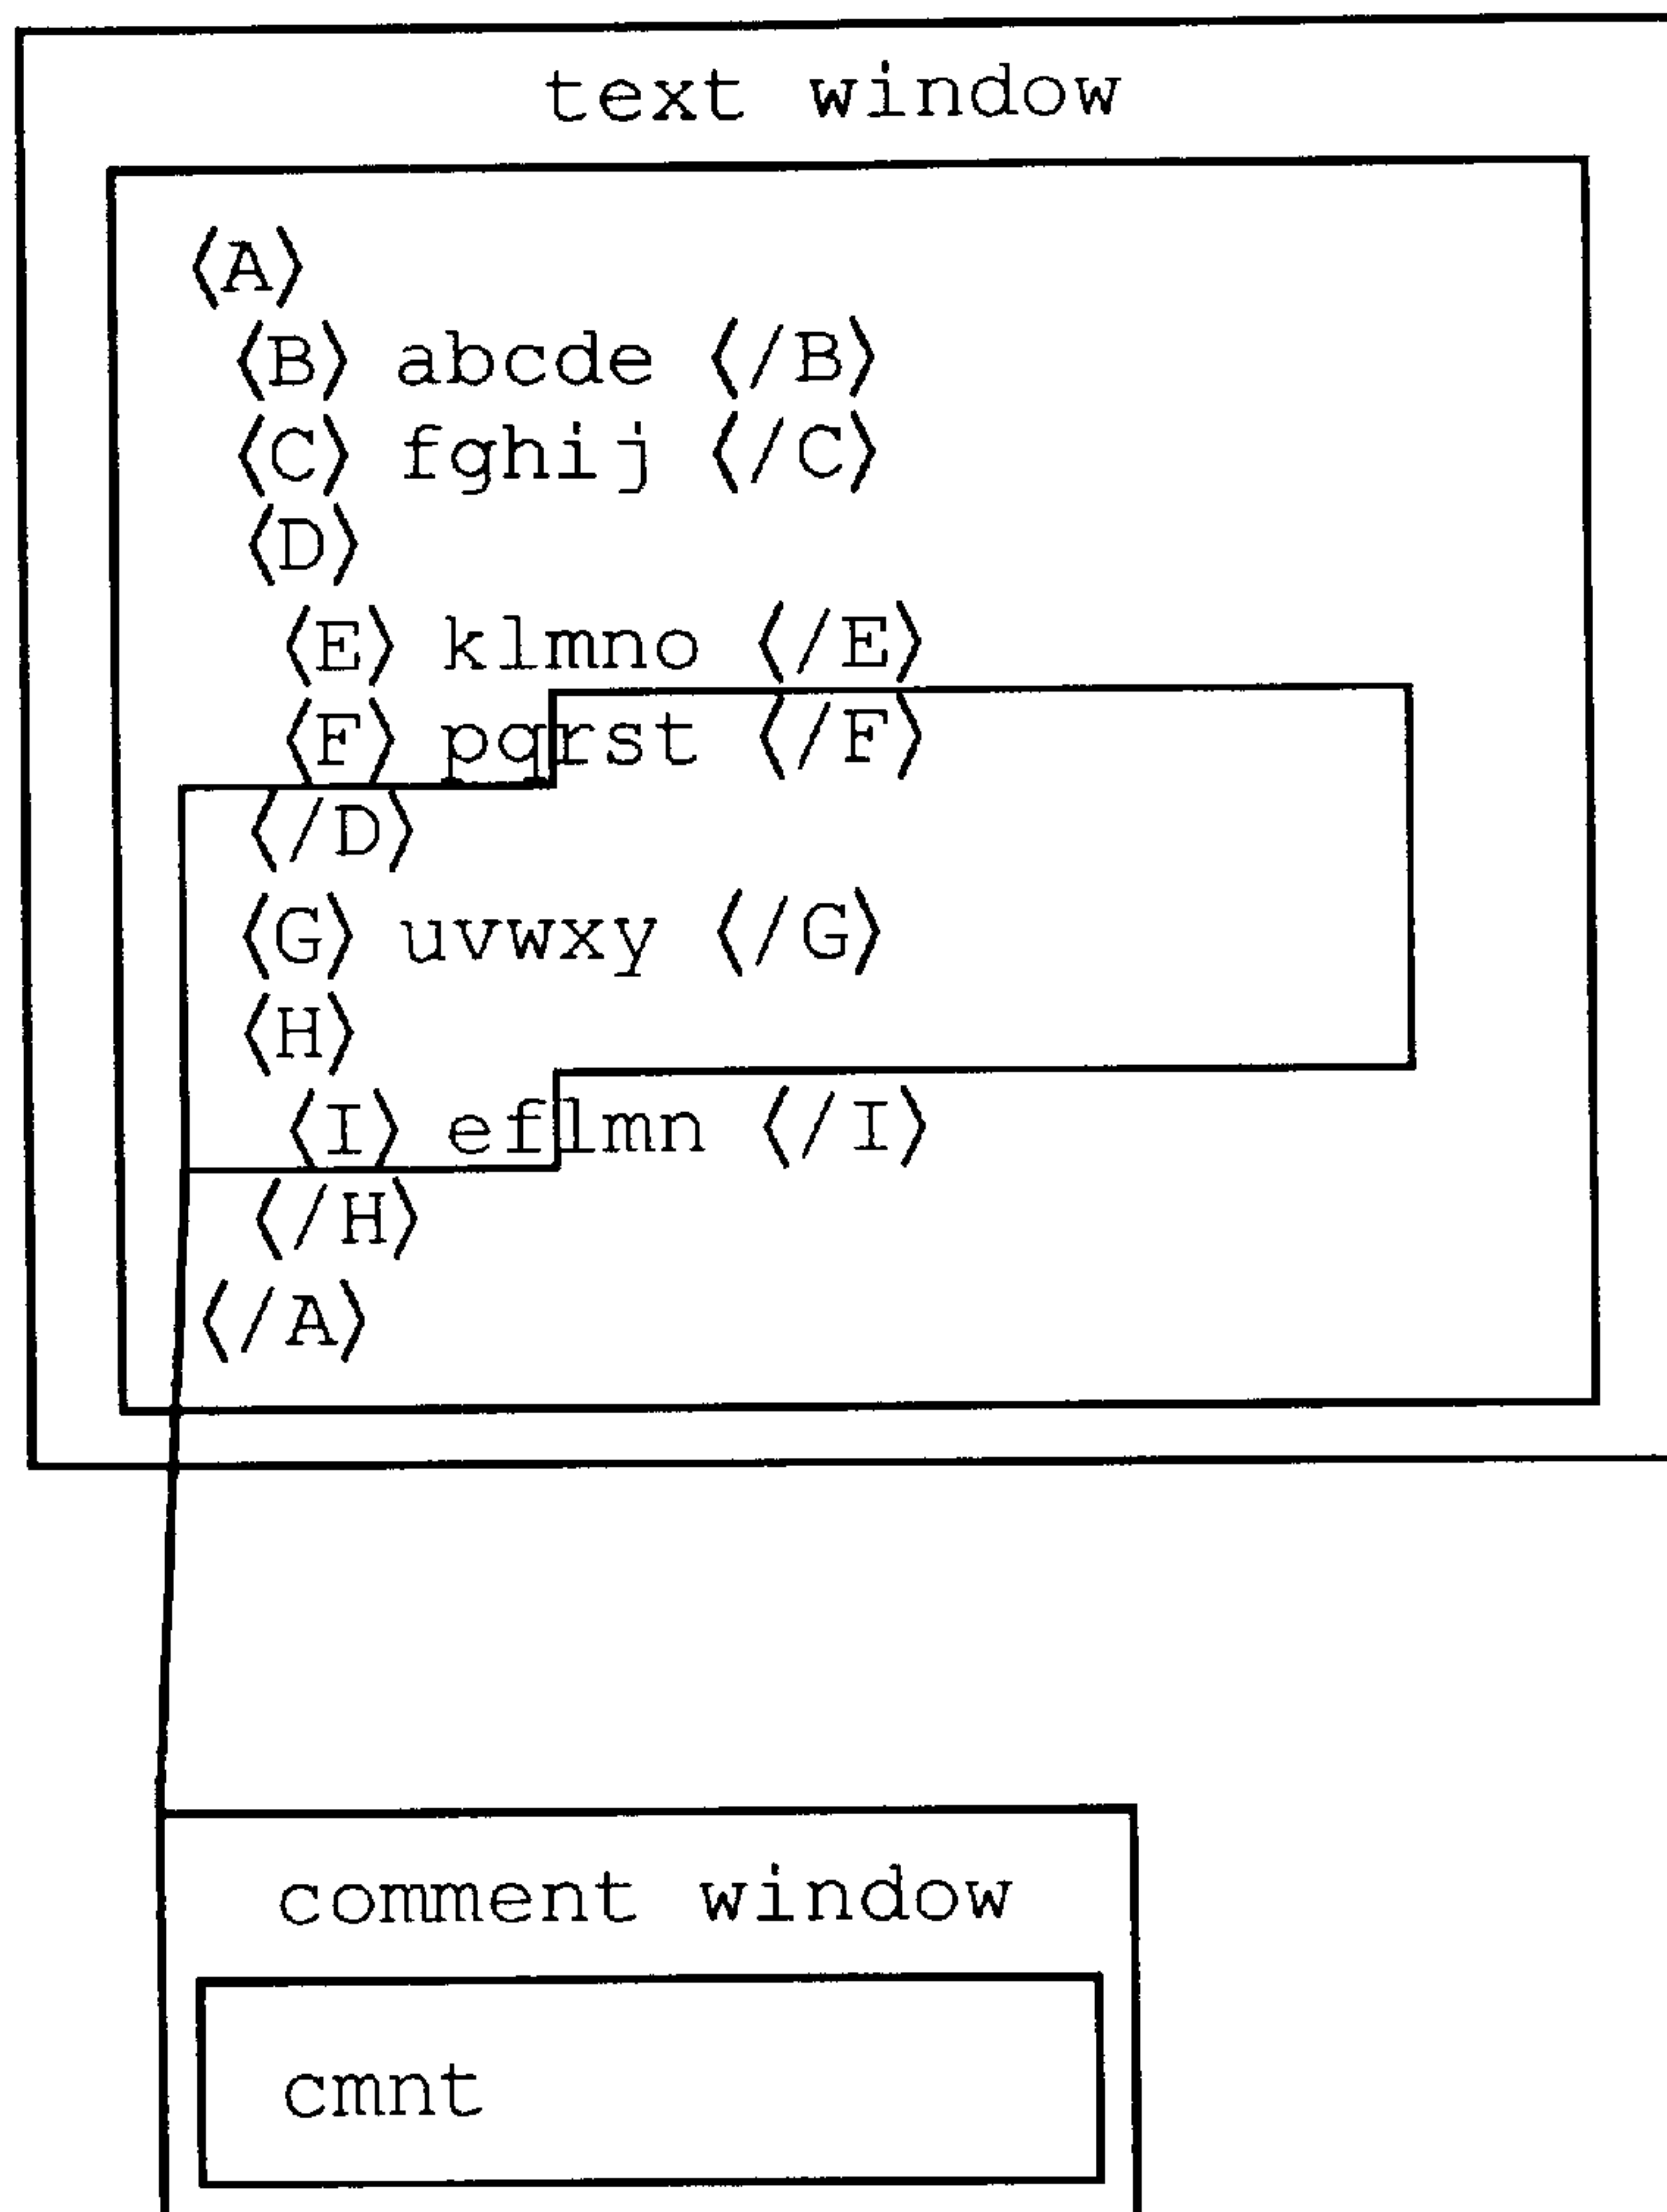 text window
⟨A⟩
⟨B⟩ abcde ⟨/B⟩
⟨C⟩ fghij ⟨/C⟩
⟨D⟩
⟨E⟩ klmno ⟨/E⟩
⟨F⟩ pqrst ⟨/F⟩
⟨/D⟩
⟨G⟩ uvwxy ⟨/G⟩
⟨H⟩
⟨I⟩ eflmn ⟨/I⟩
⟨/H⟩
⟨/A⟩
comment window
cmnt